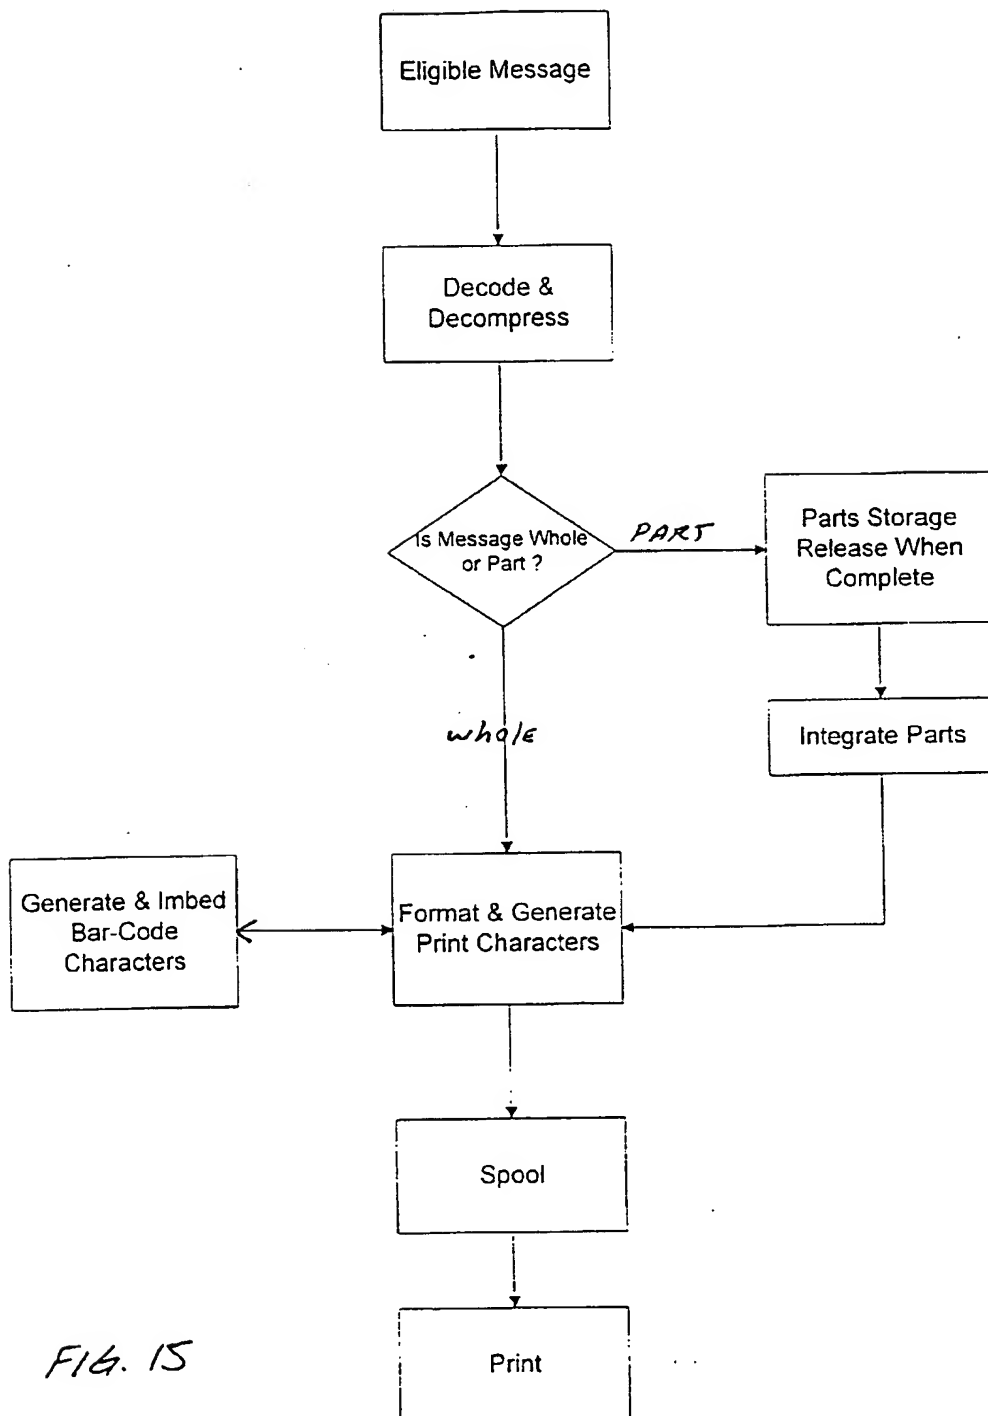 Eligible Message
Decode &
Decompress
Is Message Whole
or Part ?
PART
Parts Storage
Release When
Complete
whole
Integrate Parts
Generate & Imbed
Bar-Code
Characters
Format & Generate
Print Characters
Spool
Print
FIG. 15